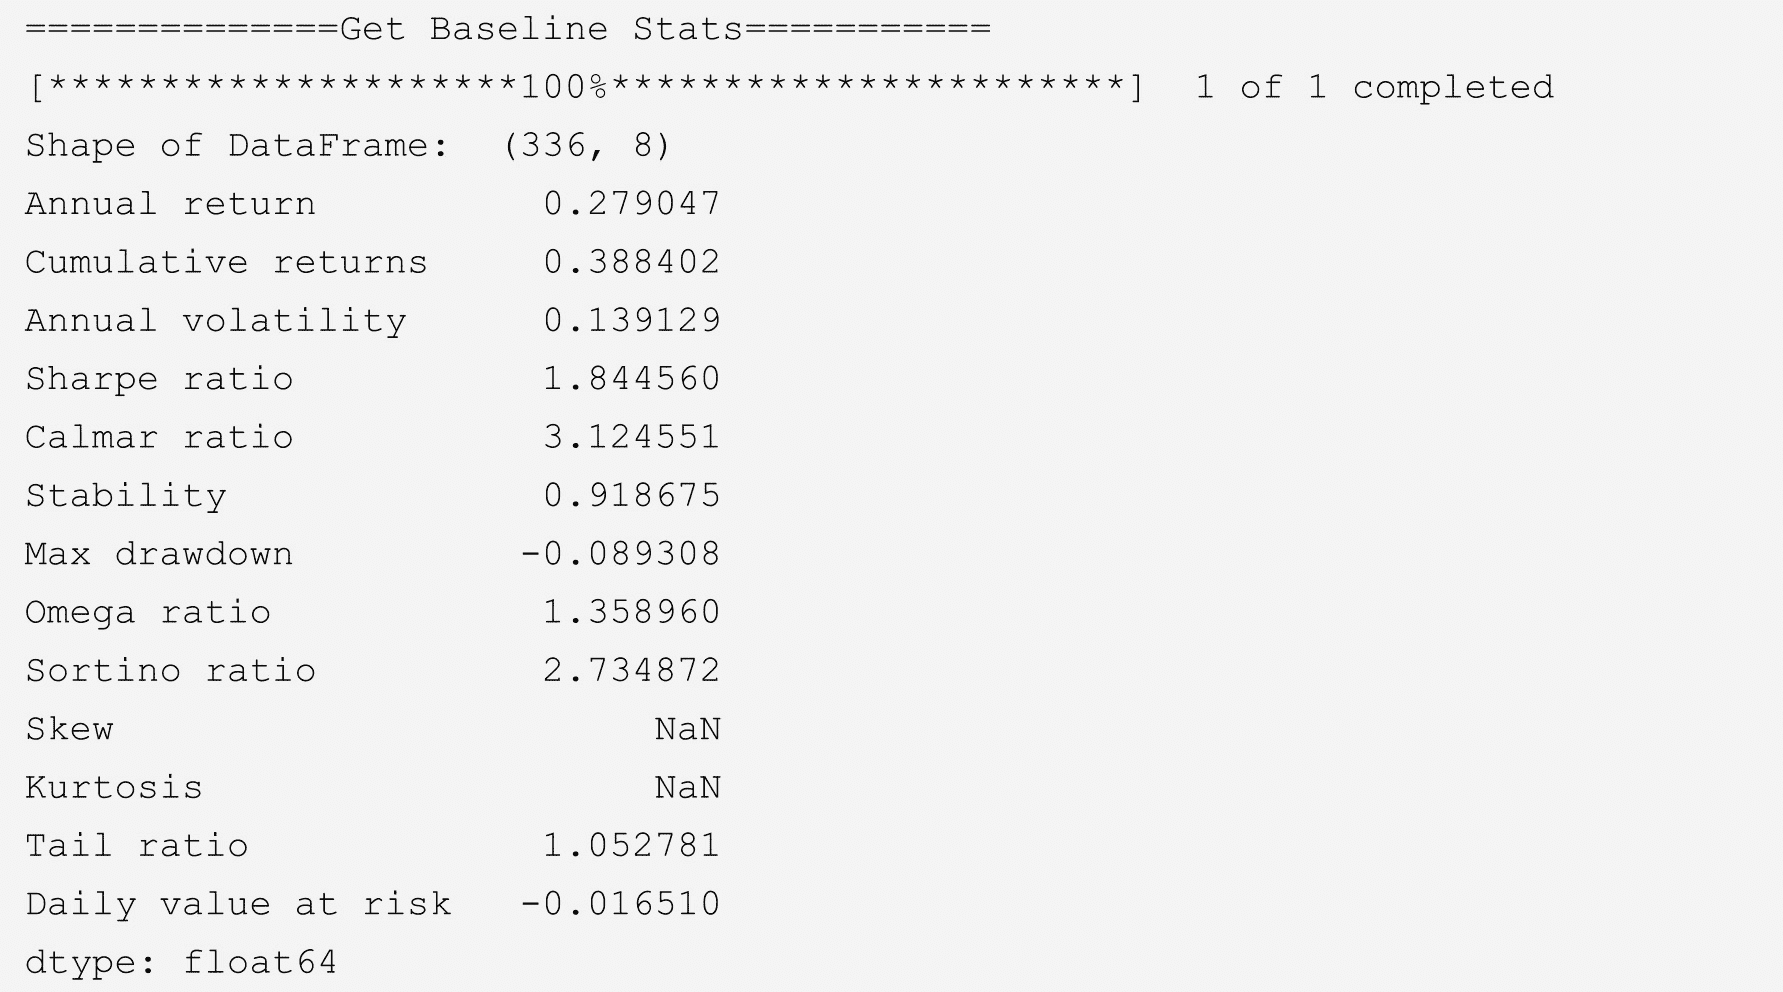 ==============Get Baseline Stats===========
[*********************100%***********************]  1 of 1 completed
Shape of DataFrame:  (336, 8)
Annual return          0.279047
Cumulative returns     0.388402
Annual volatility      0.139129
Sharpe ratio           1.844560
Calmar ratio           3.124551
Stability              0.918675
Max drawdown          -0.089308
Omega ratio            1.358960
Sortino ratio          2.734872
Skew                        NaN
Kurtosis                    NaN
Tail ratio             1.052781
Daily value at risk   -0.016510
dtype: float64